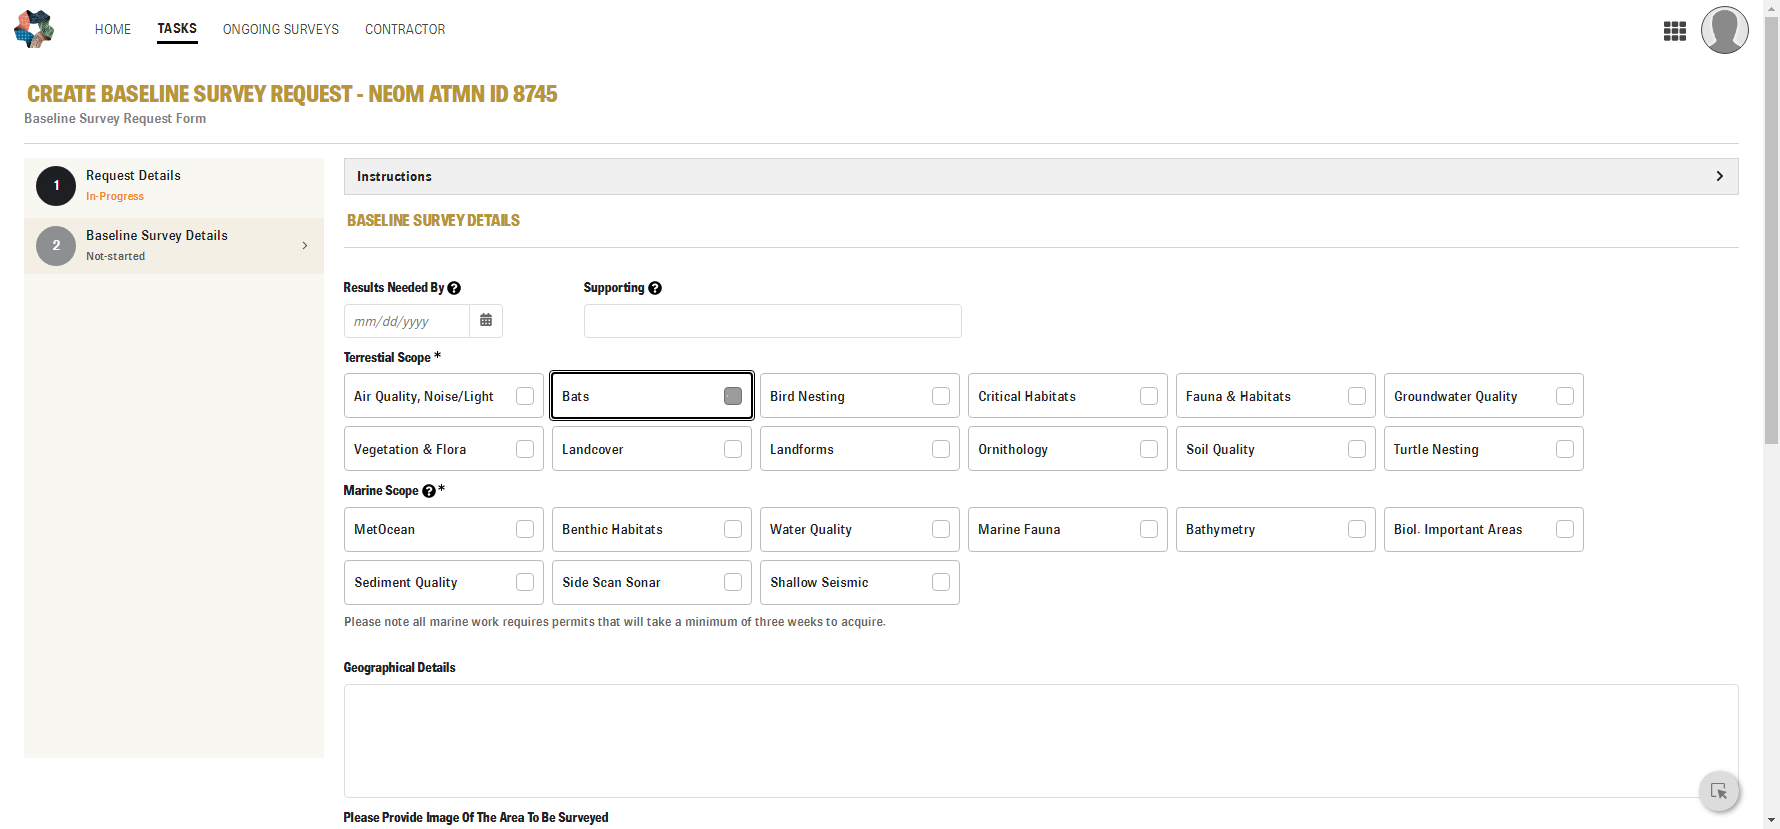 HOME TASKS ONGOING SURVEYS CONTRACTOR
CREATE BASELINE SURVEY REQUEST - NEOM ATMN ID 8745
Baseline Survey Request Form
1 Request Details
In-Progress
2 Baseline Survey Details
Not-started
Instructions
BASELINE SURVEY DETAILS
Results Needed By ? Supporting ?
mm/dd/yyyy
Terrestial Scope *
Air Quality, Noise/Light Bats Bird Nesting Critical Habitats Fauna & Habitats Groundwater Quality
Vegetation & Flora Landcover Landforms Ornithology Soil Quality Turtle Nesting
Marine Scope ? *
MetOcean Benthic Habitats Water Quality Marine Fauna Bathymetry Biol. Important Areas
Sediment Quality Side Scan Sonar Shallow Seismic
Please note all marine work requires permits that will take a minimum of three weeks to acquire.
Geographical Details
Please Provide Image Of The Area To Be Surveyed